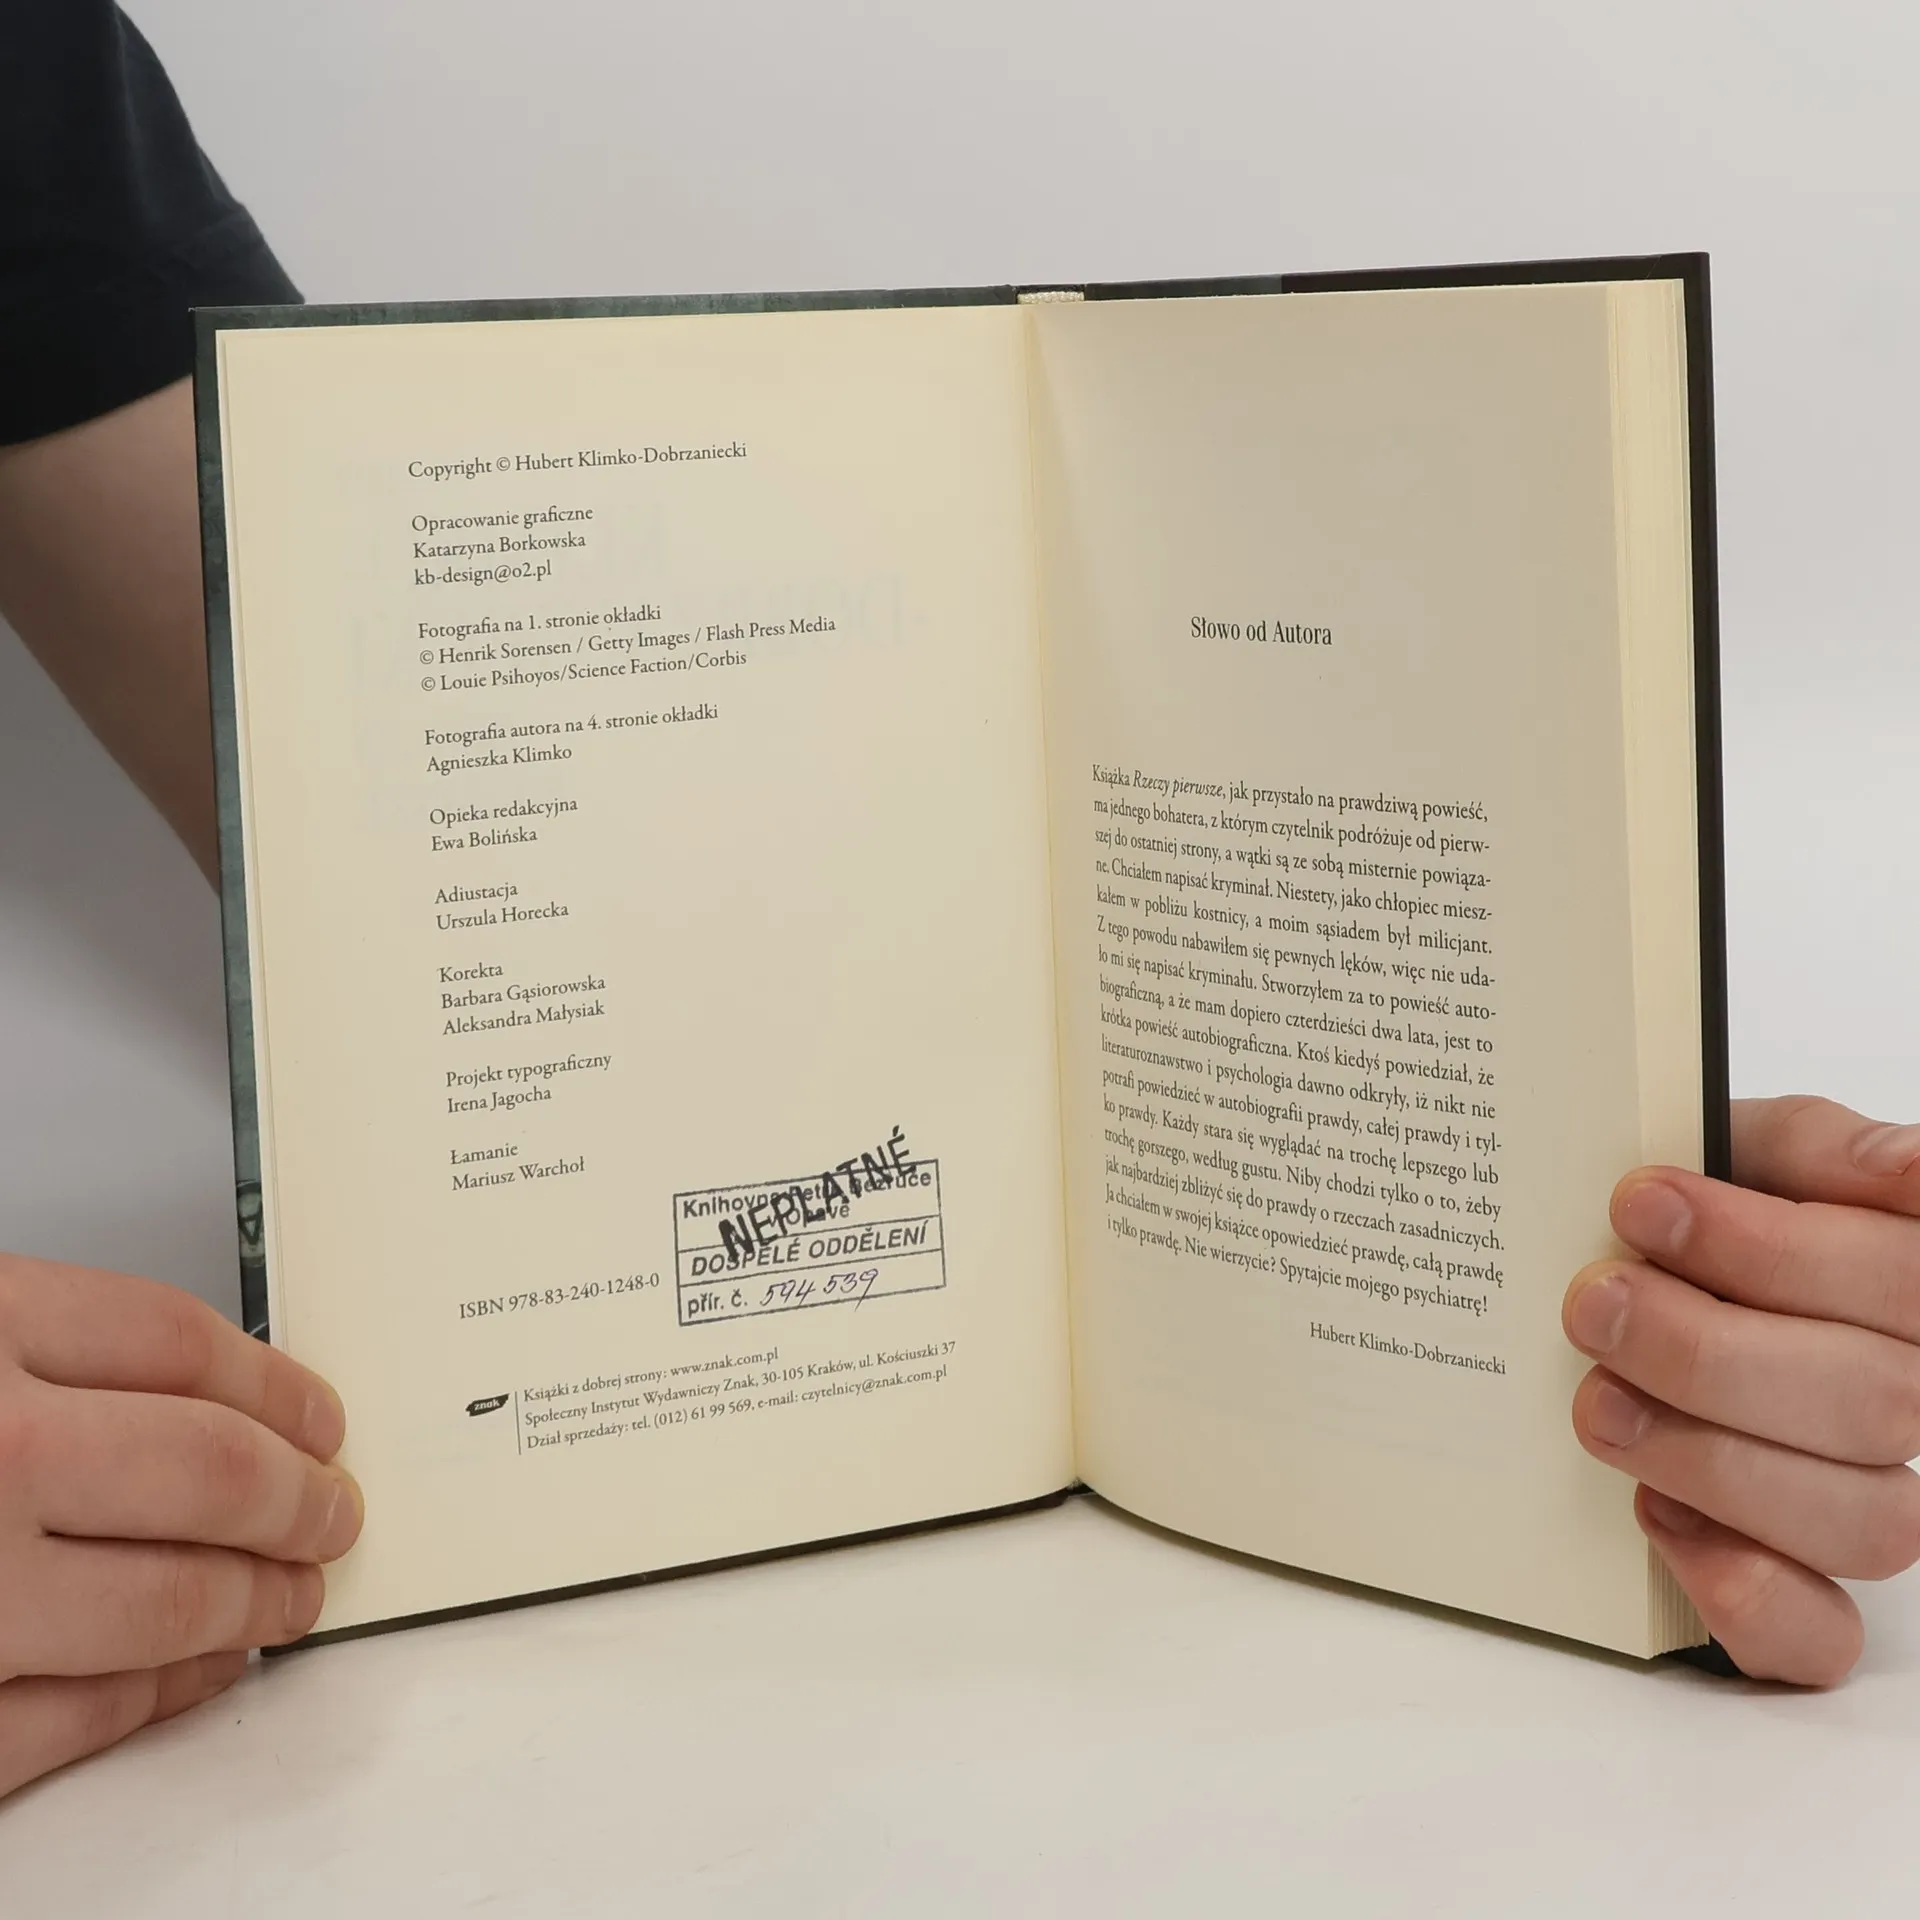 Copyright © Hubert Klimko-Dobrzaniecki
Opracowanie graficzne
Katarzyna Borkowska
kb-design@o2.pl
Fotografia na 1. stronie okładki
© Henrik Sorensen / Getty Images / Flash Press Media
© Louie Psihoyos/Science Faction/Corbis
Fotografia autora na 4. stronie okładki
Agnieszka Klimko
Opieka redakcyjna
Ewa Bolińska
Adiustacja
Urszula Horecka
Korekta
Barbara Gąsiorowska
Aleksandra Małysiak
Projekt typograficzny
Irena Jagocha
Łamanie
Mariusz Warchoł
NEPLATNÉ
Knihovna Petra Bezruče
v Opavě
DOSPĚLÉ ODDĚLENÍ
přír. č. 594 539
ISBN 978-83-240-1248-0
znak
Książki z dobrej strony: www.znak.com.pl
Społeczny Instytut Wydawniczy Znak, 30-105 Kraków, ul. Kościuszki 37
Dział sprzedaży: tel. (012) 61 99 569, e-mail: czytelnicy@znak.com.pl
Słowo od Autora
Książka Rzeczy pierwsze, jak przystało na prawdziwą powieść,
ma jednego bohatera, z którym czytelnik podróżuje od pierw-
szej do ostatniej strony, a wątki są ze sobą misternie powiąza-
ne. Chciałem napisać kryminał. Niestety, jako chłopiec miesz-
kałem w pobliżu kostnicy, a moim sąsiadem był milicjant.
Z tego powodu nabawiłem się pewnych lęków, więc nie uda-
ło mi się napisać kryminału. Stworzyłem za to powieść auto-
biograficzną, a że mam dopiero czterdzieści dwa lata, jest to
krótka powieść autobiograficzna. Ktoś kiedyś powiedział, że
literaturoznawstwo i psychologia dawno odkryły, iż nikt nie
potrafi powiedzieć w autobiografii prawdy, całej prawdy i tyl-
ko prawdy. Każdy stara się wyglądać na trochę lepszego lub
trochę gorszego, według gustu. Niby chodzi tylko o to, żeby
jak najbardziej zbliżyć się do prawdy o rzeczach zasadniczych.
Ja chciałem w swojej książce opowiedzieć prawdę, całą prawdę
i tylko prawdę. Nie wierzycie? Spytajcie mojego psychiatrę!
Hubert Klimko-Dobrzaniecki